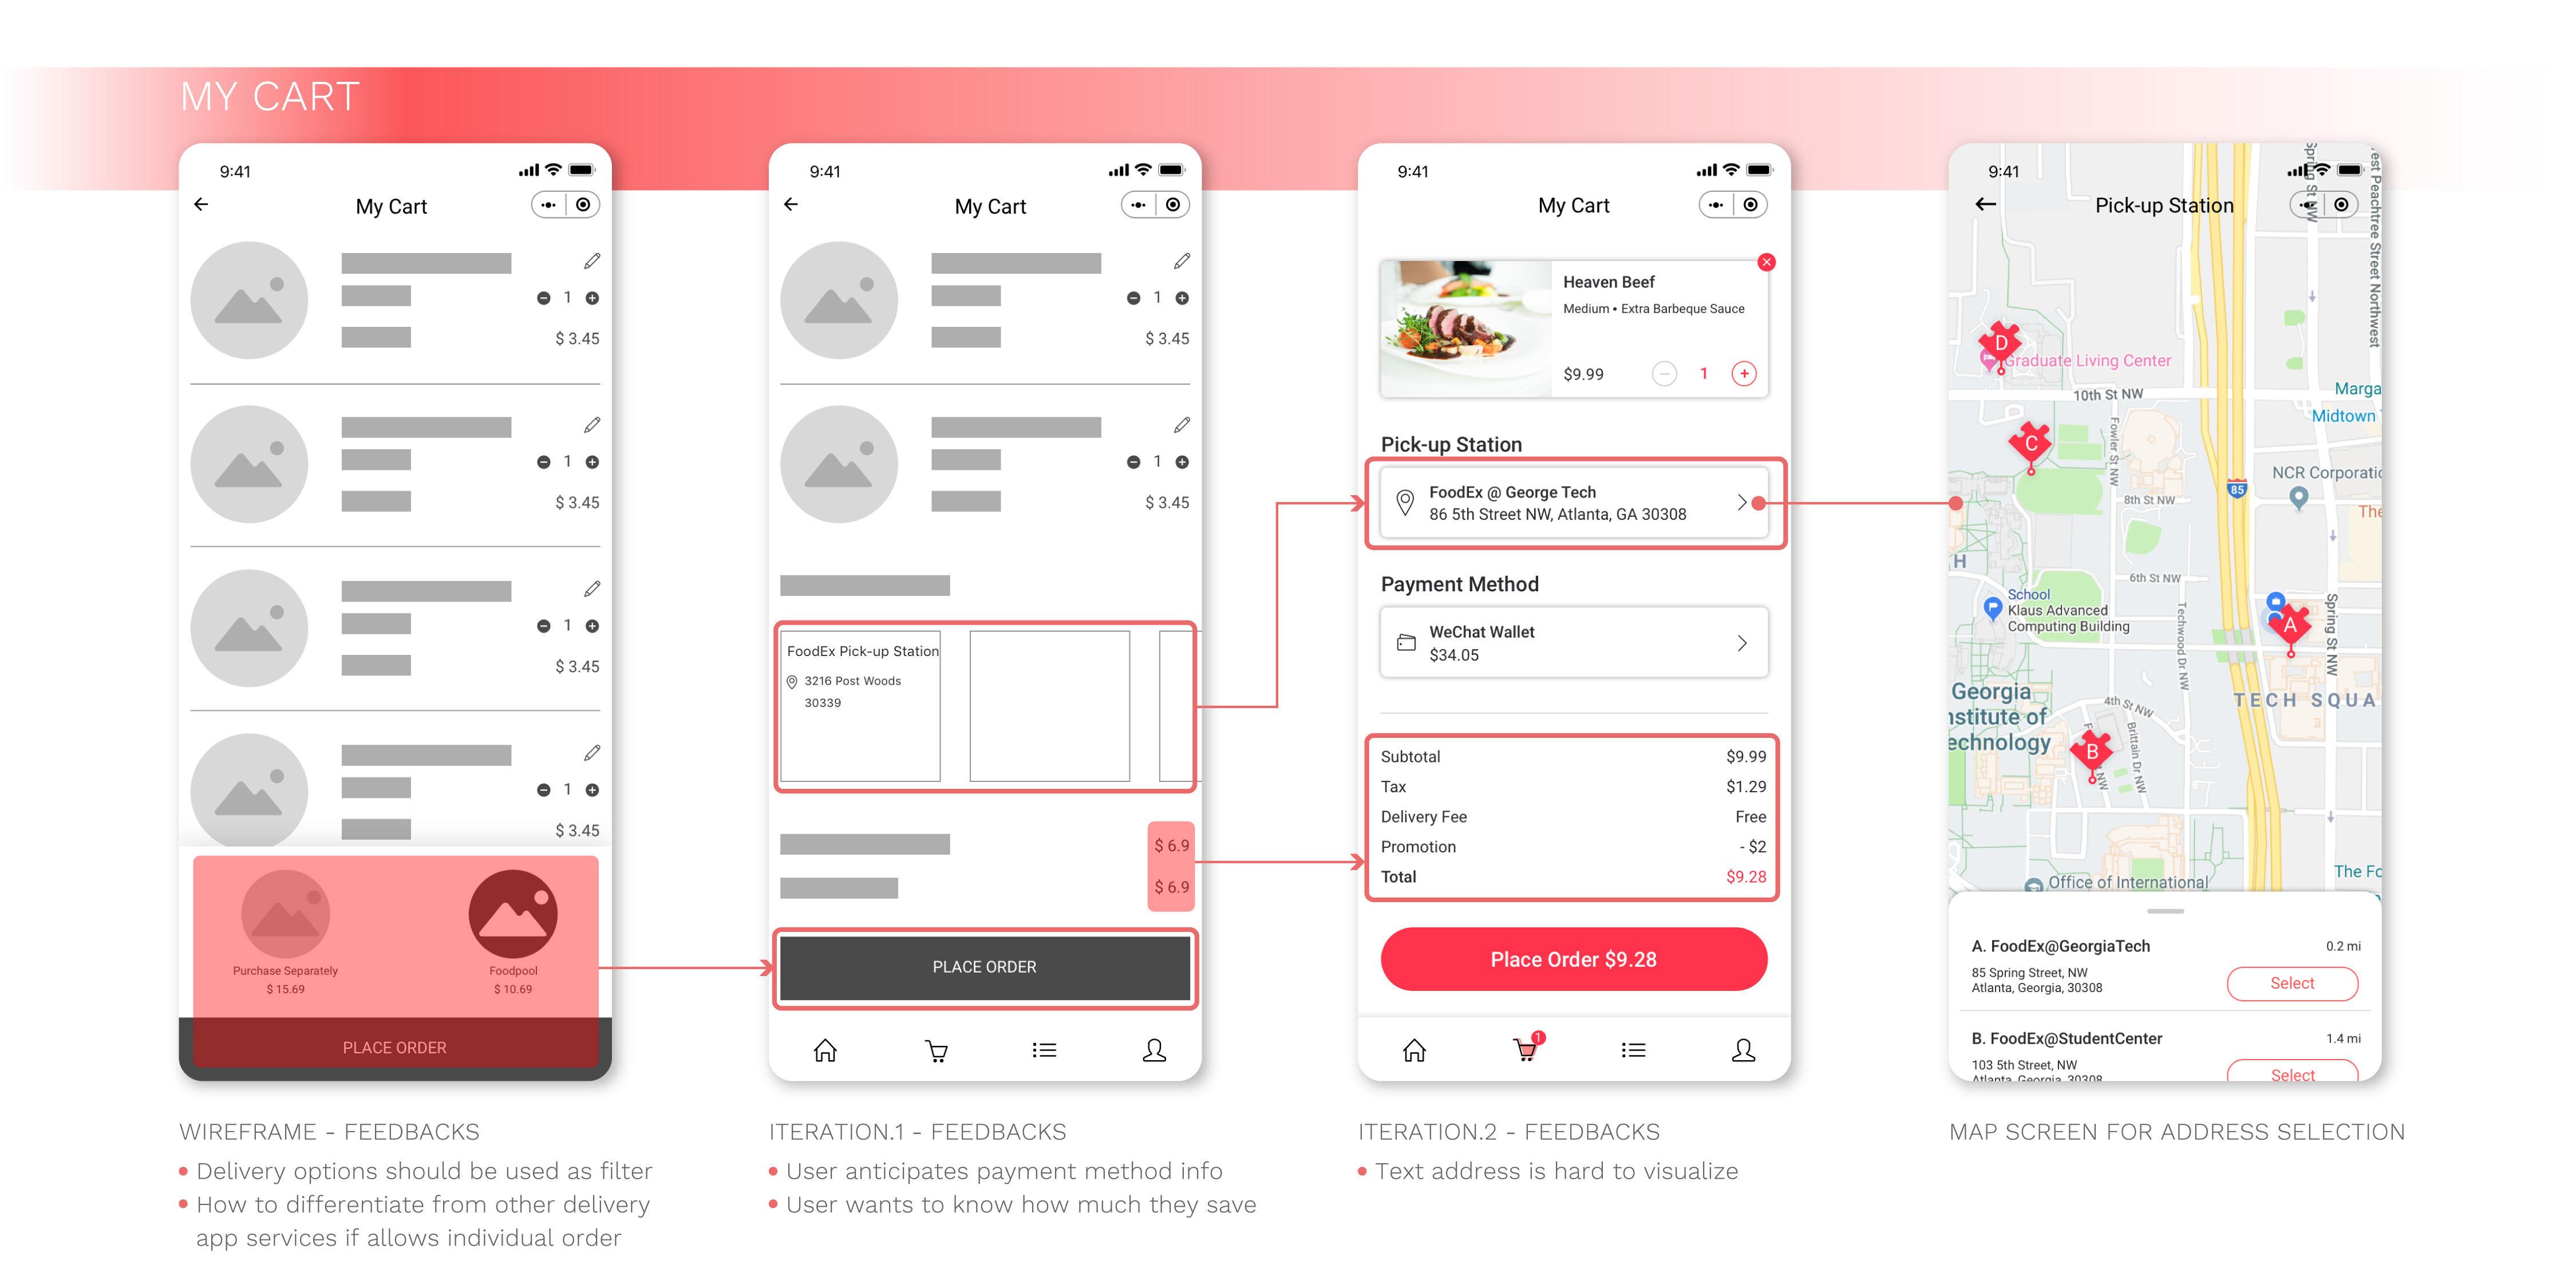 MY CART
9:41
My Cart
1
$ 3.45
1
$ 3.45
1
$ 3.45
1
$ 3.45
Purchase Separately
$ 15.69
Foodpool
$ 10.69
PLACE ORDER
WIREFRAME - FEEDBACKS
Delivery options should be used as filter
How to differentiate from other delivery
app services if allows individual order
9:41
My Cart
1
$ 3.45
1
$ 3.45
FoodEx Pick-up Station
3216 Post Woods
30339
$ 6.9
$ 6.9
PLACE ORDER
ITERATION.1 - FEEDBACKS
User anticipates payment method info
User wants to know how much they save
9:41
My Cart
Heaven Beef
Medium • Extra Barbeque Sauce
$9.99
1
Pick-up Station
FoodEx @ George Tech
86 5th Street NW, Atlanta, GA 30308
Payment Method
WeChat Wallet
$34.05
Subtotal $9.99
Tax $1.29
Delivery Fee Free
Promotion - $2
Total $9.28
Place Order $9.28
1
ITERATION.2 - FEEDBACKS
Text address is hard to visualize
9:41
Pick-up Station
Spring St NW
est Peachtree Street Northwest
D
Graduate Living Center
10th St NW
Marga
Midtown
C
Fowler St NW
NCR Corporatio
85
8th St NW
The
H
6th St NW
School
Klaus Advanced
Computing Building
A
Spring St NW
Techwood Dr NW
Georgia
nstitute of
echnology
TECH SQUA
4th St NW
B
Brittain Dr NW
The Fo
Office of International
A. FoodEx@GeorgiaTech
0.2 mi
85 Spring Street, NW
Atlanta, Georgia, 30308
Select
B. FoodEx@StudentCenter
1.4 mi
103 5th Street, NW
Atlanta, Georgia, 30308
Select
MAP SCREEN FOR ADDRESS SELECTION